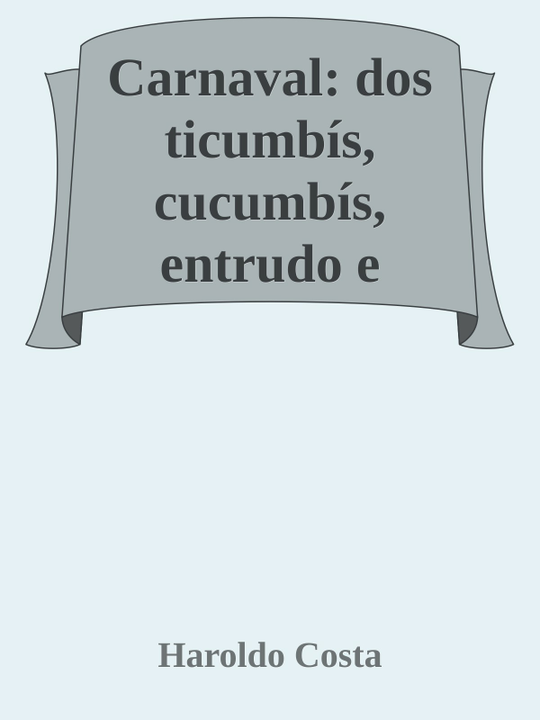 Carnaval: dos
ticumbís,
cucumbís,
entrudo e
Haroldo Costa